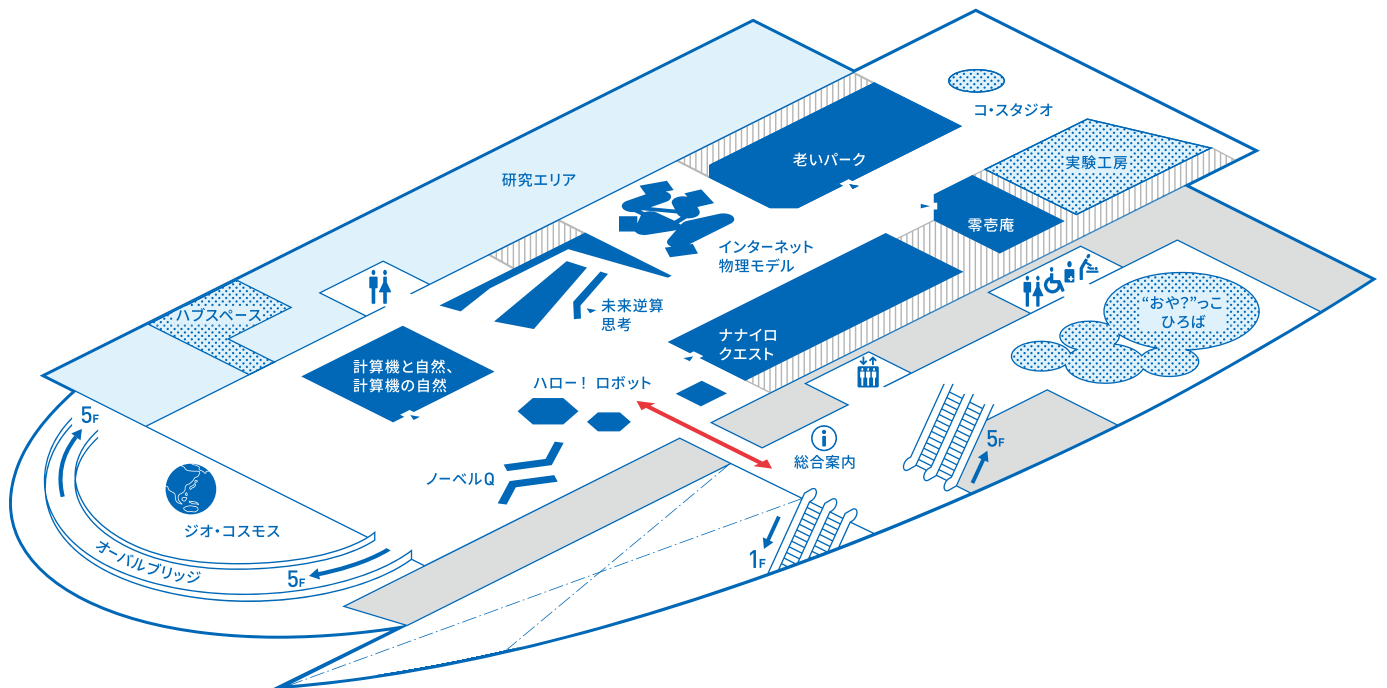 コ・スタジオ
老いパーク
実験工房
研究エリア
零壱庵
インターネット
物理モデル
“おや？”っこ
ひろば
ハブスペース
未来逆算
思考
ナナイロ
クエスト
計算機と自然、
計算機の自然
ハロー！ ロボット
5F
5F
総合案内
ノーベルQ
ジオ・コスモス
オーバルブリッジ
5F
1F